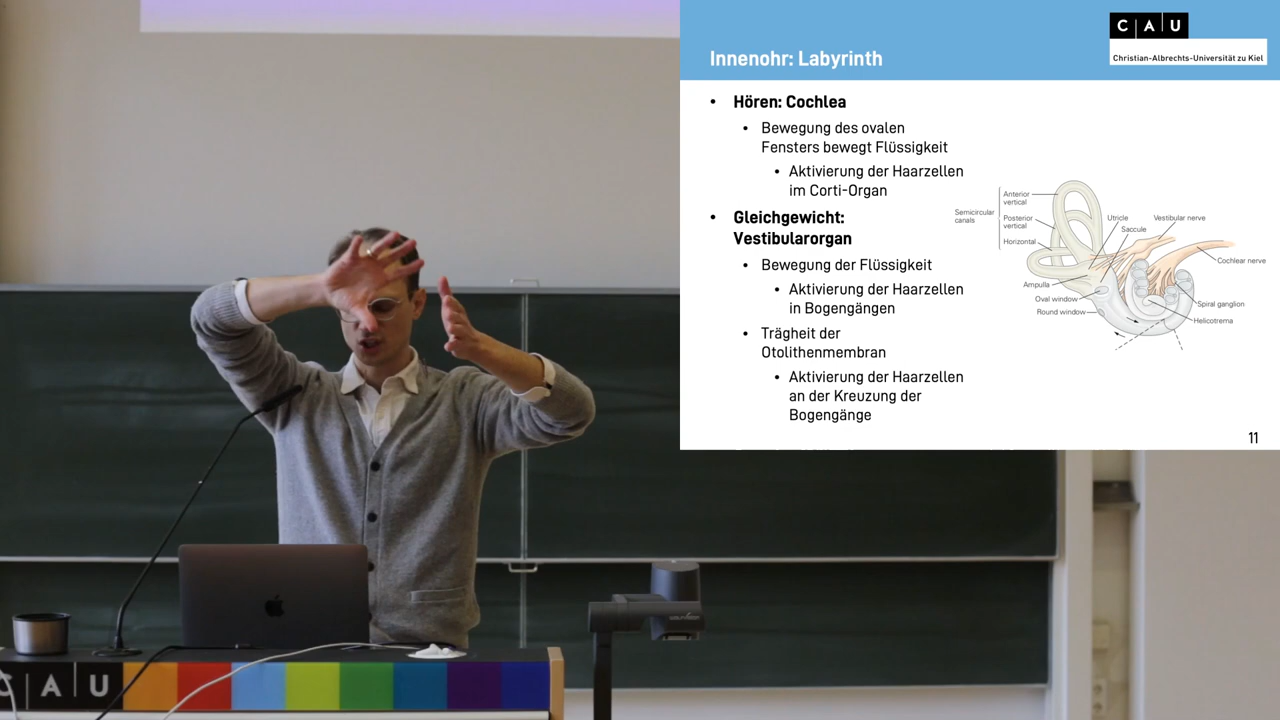 Innenohr: Labyrinth
C A U
Christian-Albrechts-Universität zu Kiel
• Hören: Cochlea
• Bewegung des ovalen
Fensters bewegt Flüssigkeit
• Aktivierung der Haarzellen
im Corti-Organ
• Gleichgewicht:
Vestibularorgan
• Bewegung der Flüssigkeit
• Aktivierung der Haarzellen
in Bogengängen
• Trägheit der
Otolithenmembran
• Aktivierung der Haarzellen
an der Kreuzung der
Bogengänge
Semicircular
canals
Anterior
vertical
Posterior
vertical
Horizontal
Ampulla
Oval window
Round window
Utricle
Saccule
Vestibular nerve
Cochlear nerve
Spiral ganglion
Helicotrema
11
C A U